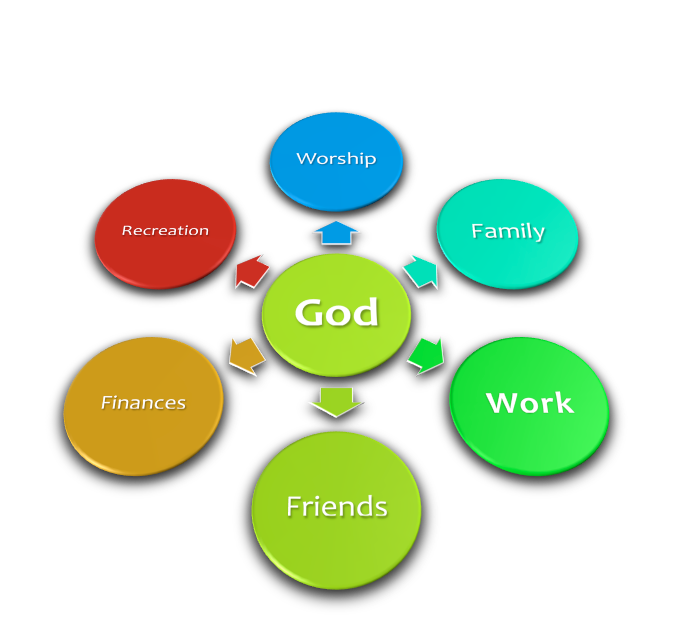 Worship
Recreation
Family
God
Finances
Work
Friends